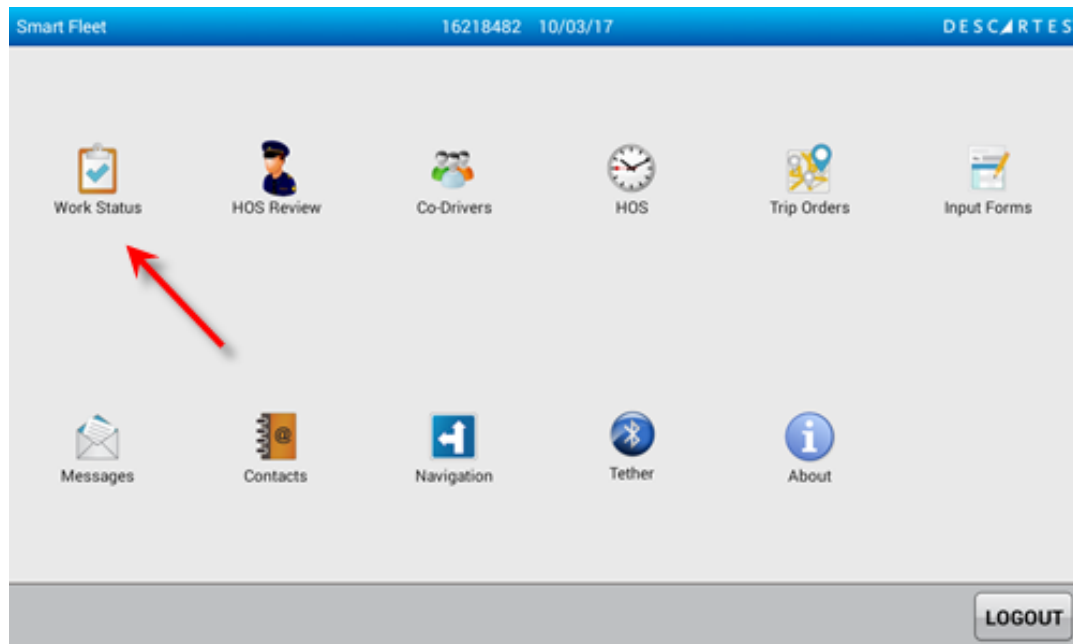 Smart Fleet 16218482 10/03/17 DESCARTES
Work Status HOS Review Co-Drivers HOS Trip Orders Input Forms
@
Messages Contacts Navigation Tether About
i
LOGOUT